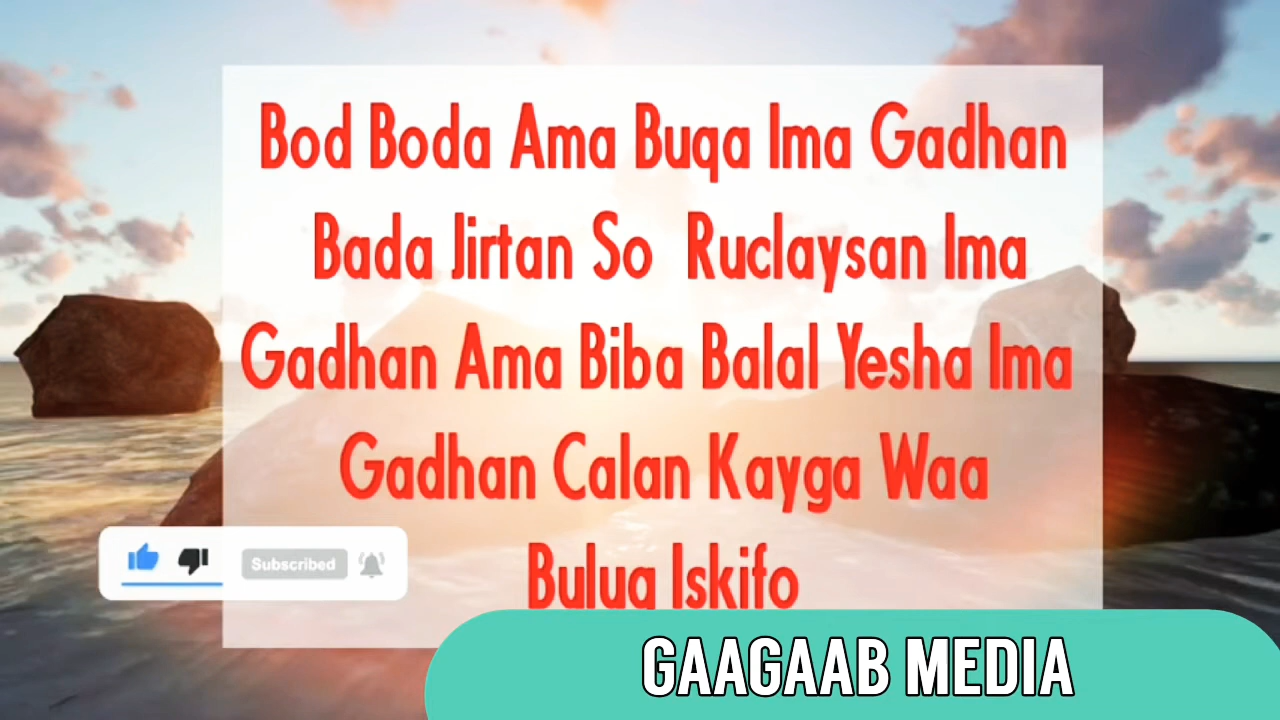 Bod Boda Ama Buqa Ima Gadhan
Bada Jirtan So Ruclaysan Ima
Gadhan Ama Biba Balal Yesha Ima
Gadhan Calan Kayga Waa
Iskifo
Subscribed
GAAGAAB MEDIA